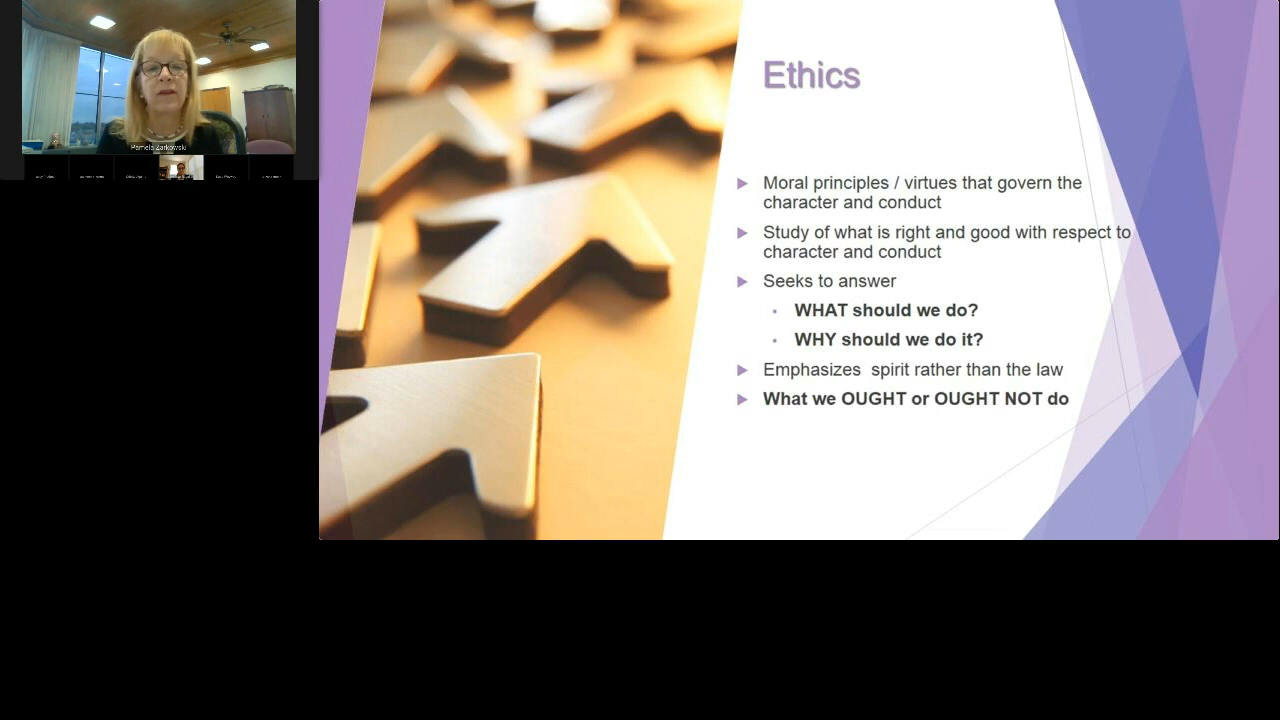 Pamela Zarkowski
Ethics
Moral principles / virtues that govern the
character and conduct
Study of what is right and good with respect to
character and conduct
Seeks to answer
WHAT should we do?
WHY should we do it?
Emphasizes  spirit rather than the law
What we OUGHT or OUGHT NOT do